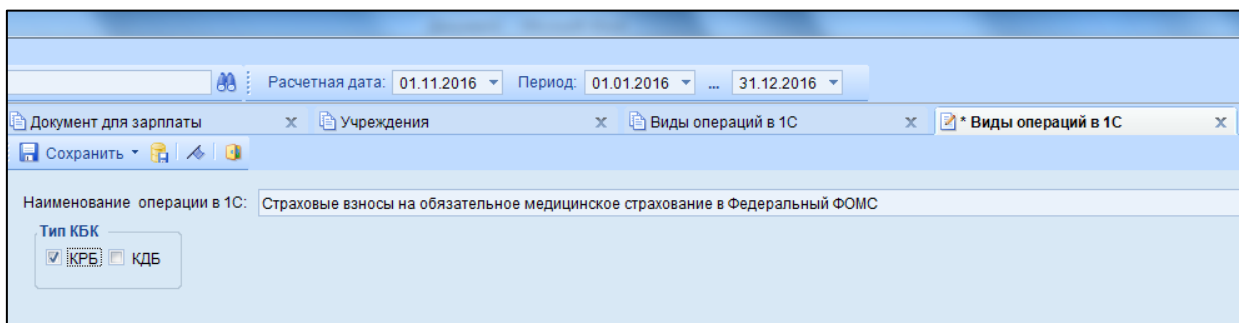 Расчетная дата: 01.11.2016 Период: 01.01.2016 ... 31.12.2016
Документ для зарплаты x Учреждения x Виды операций в 1С x * Виды операций в 1С x
Сохранить
Наименование операции в 1С: Страховые взносы на обязательное медицинское страхование в Федеральный ФОМС
Тип КБК
КРБ КДБ